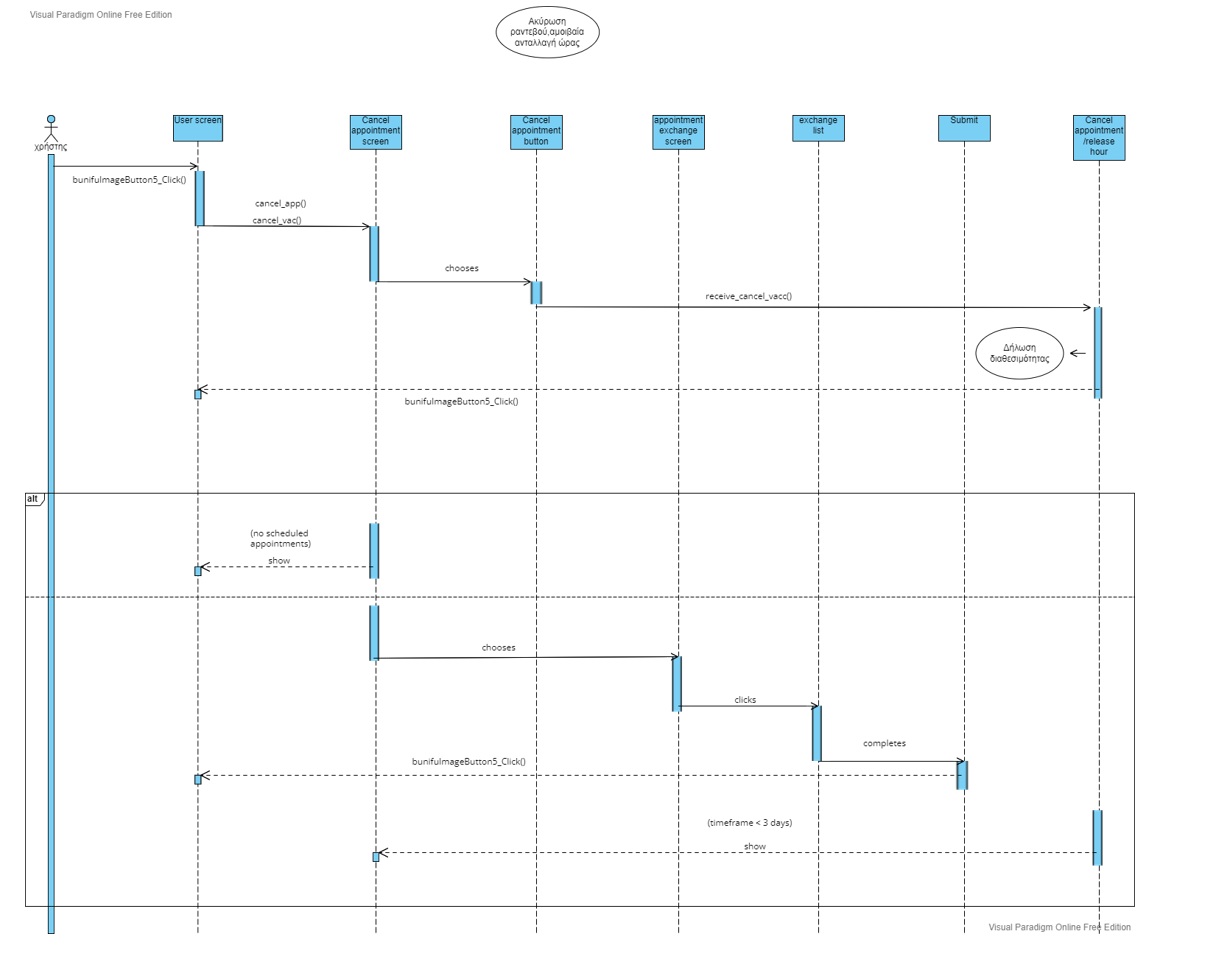 Visual Paradigm Online Free Edition
Ακύρωση
ραντεβού,αμοιβαία
ανταλλαγή ώρας
χρήστης
User screen
Cancel
appointment
screen
Cancel
appointment
button
appointment
exchange
screen
exchange
list
Submit
Cancel
appointment
/release
hour
bunifuImageButton5_Click()
cancel_app()
cancel_vac()
chooses
receive_cancel_vacc()
Δήλωση
διαθεσιμότητας
bunifuImageButton5_Click()
alt
(no scheduled
appointments)
show
chooses
clicks
completes
bunifuImageButton5_Click()
(timeframe < 3 days)
show
Visual Paradigm Online Free Edition